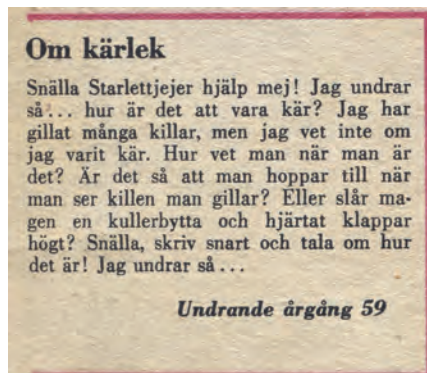 Om kärlek
Snälla Starlettjejer hjälp mej! Jag undrar
så... hur är det att vara kär? Jag har
gillat många killar, men jag vet inte om
jag varit kär. Hur vet man när man är
det? Är det så att man hoppar till när
man ser killen man gillar? Eller slår ma-
gen en kullerbytta och hjärtat klappar
högt? Snälla, skriv snart och tala om hur
det är! Jag undrar så...
Undrande årgång 59